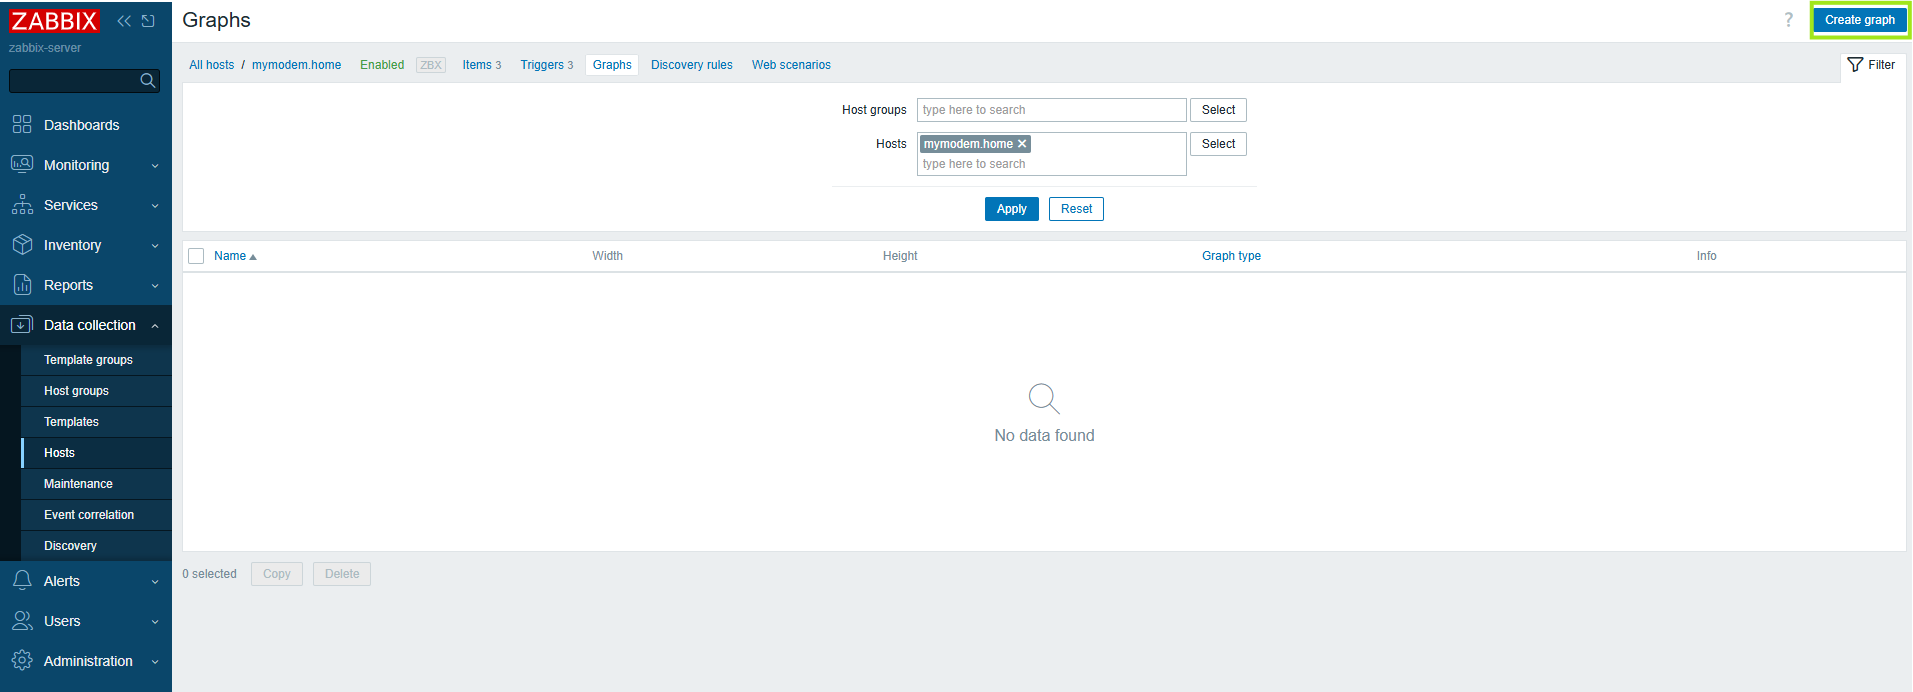 ZABBIX
zabbix-server
Dashboards
Monitoring
Services
Inventory
Reports
Data collection
Template groups
Host groups
Templates
Hosts
Maintenance
Event correlation
Discovery
Alerts
Users
Administration
Graphs
? Create graph
All hosts / mymodem.home Enabled ZBX Items 3 Triggers 3 Graphs Discovery rules Web scenarios
Filter
Host groups type here to search Select
Hosts mymodem.home Select
type here to search
Apply Reset
Name Width Height Graph type Info
No data found
0 selected Copy Delete